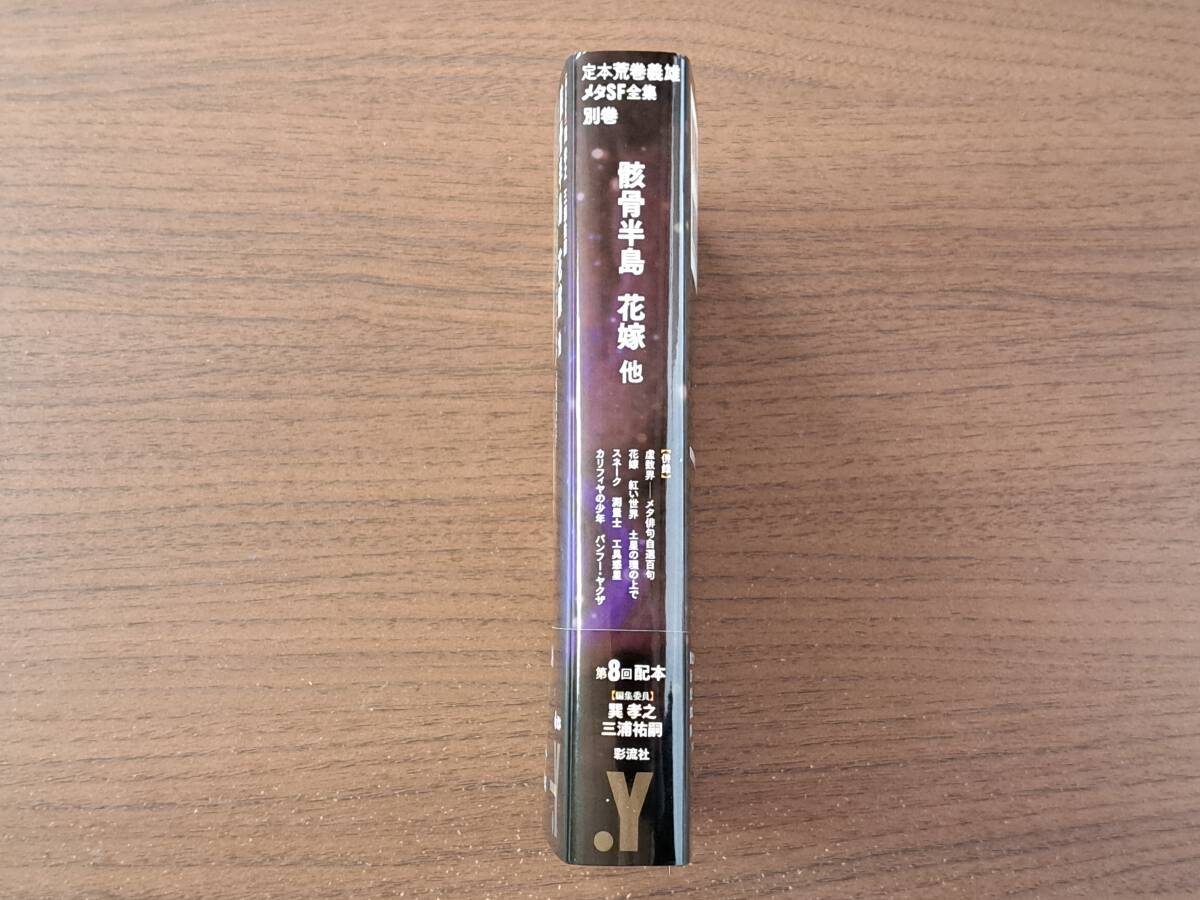 定本荒巻義雄
メタSF全集
別巻
骸骨半島 花嫁 他
【併録】
虚数界――メタ俳句自選百句
花嫁 紅い世界 土星の環の上で
スネーク 測量士 工具惑星
カリフィヤの少年 バンフー・ヤクザ
第8回配本
【編集委員】
巽 孝之
三浦祐嗣
彩流社